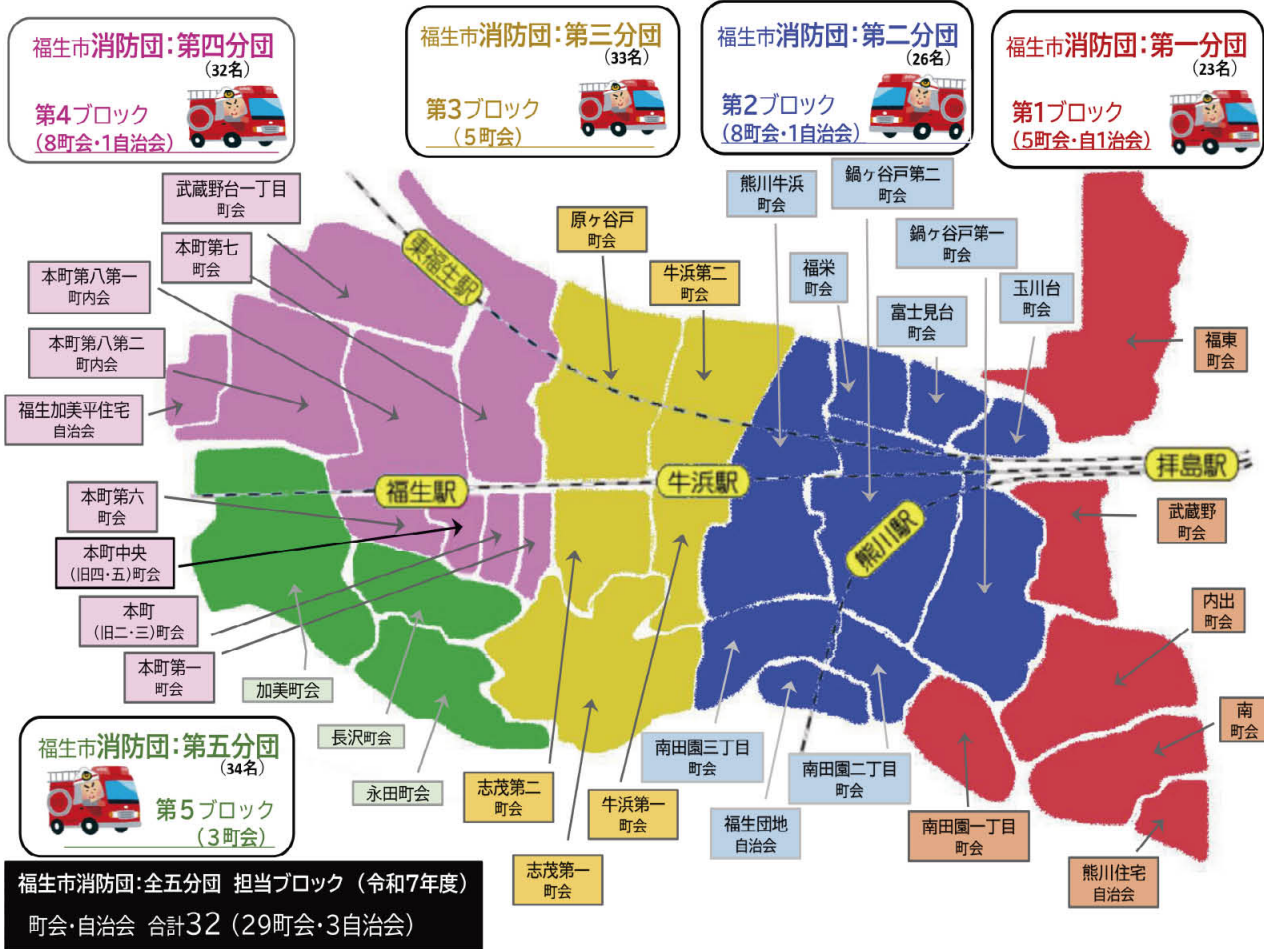 福生市消防団:第四分団
(32名)
第4ブロック
(8町会・1自治会)
福生市消防団:第三分団
(33名)
第3ブロック
(5町会)
福生市消防団:第二分団
(26名)
第2ブロック
(8町会・1自治会)
福生市消防団:第一分団
(23名)
第1ブロック
(5町会・自1治会)
武蔵野台一丁目
町会
本町第七
町会
本町第八第一
町内会
本町第八第二
町内会
福生加美平住宅
自治会
東福生駅
原ヶ谷戸
町会
牛浜第二
町会
熊川牛浜
町会
鍋ヶ谷戸第二
町会
福栄
町会
鍋ヶ谷戸第一
町会
富士見台
町会
玉川台
町会
福東
町会
福生駅
牛浜駅
拝島駅
熊川駅
本町第六
町会
本町中央
(旧四・五)町会
本町
(旧二・三)町会
本町第一
町会
加美町会
長沢町会
永田町会
武蔵野
町会
内出
町会
南
町会
志茂第二
町会
志茂第一
町会
牛浜第一
町会
南田園三丁目
町会
福生団地
自治会
南田園二丁目
町会
南田園一丁目
町会
熊川住宅
自治会
福生市消防団:第五分団
(34名)
第5ブロック
(3町会)
福生市消防団:全五分団 担当ブロック (令和7年度)
町会・自治会 合計32 (29町会・3自治会)